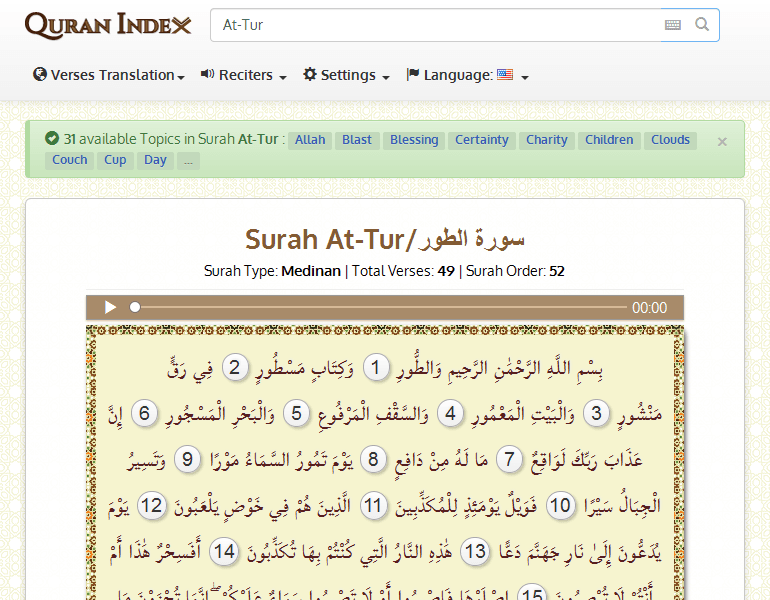 QURAN INDEX
At-Tur
Verses Translation
Reciters
Settings
Language:
31 available Topics in Surah At-Tur : Allah Blast Blessing Certainty Charity Children Clouds ×
Couch Cup Day ...
Surah At-Tur/سورة الطور
Surah Type: Medinan | Total Verses: 49 | Surah Order: 52
00:00
بِسْمِ اللَّهِ الرَّحْمَٰنِ الرَّحِيمِ وَالطُّورِ 1 وَكِتَابٍ مَسْطُورٍ 2 فِي رَقٍّ
مَنْشُورٍ 3 وَالْبَيْتِ الْمَعْمُورِ 4 وَالسَّقْفِ الْمَرْفُوعِ 5 وَالْبَحْرِ الْمَسْجُورِ 6 إِنَّ
عَذَابَ رَبِّكَ لَوَاقِعٌ 7 مَا لَهُ مِنْ دَافِعٍ 8 يَوْمَ تَمُورُ السَّمَاءُ مَوْرًا 9 وَتَسِيرُ
الْجِبَالُ سَيْرًا 10 فَوَيْلٌ يَوْمَئِذٍ لِلْمُكَذِّبِينَ 11 الَّذِينَ هُمْ فِي خَوْضٍ يَلْعَبُونَ 12 يَوْمَ
يُدَعُّونَ إِلَىٰ نَارِ جَهَنَّمَ دَعًّا 13 هَٰذِهِ النَّارُ الَّتِي كُنْتُمْ بِهَا تُكَذِّبُونَ 14 أَفَسِحْرٌ هَٰذَا أَمْ
أَنْتُمْ لَا تُبْصِرُونَ 15